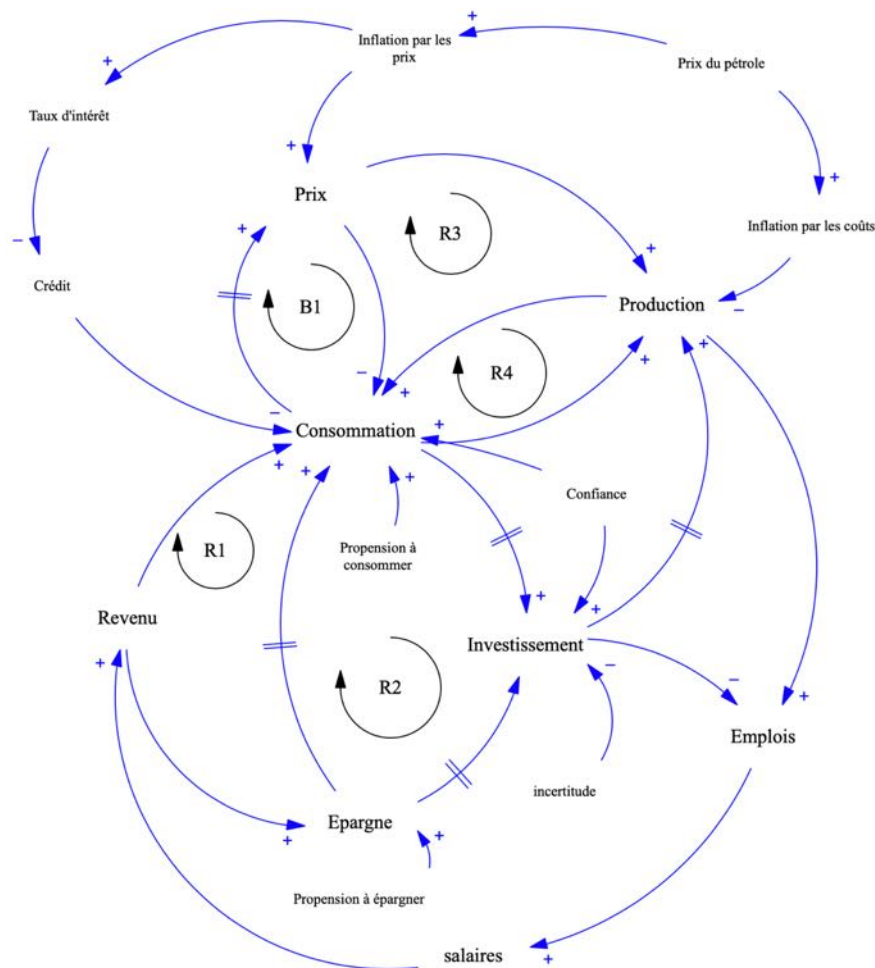 Inflation par les
prix
+
+
Prix du pétrole
Taux d'intérêt
+
+
Prix
+
–
+
R3
+
Inflation par les coûts
Crédit
B1
Production
–
+
R4
+
–
+
–
Consommation
+
+
+
+
Confiance
Propension à
consommer
R1
+
+
Revenu
Investissement
+
–
–
R2
+
Emplois
incertitude
Epargne
+
+
Propension à épargner
salaires
+